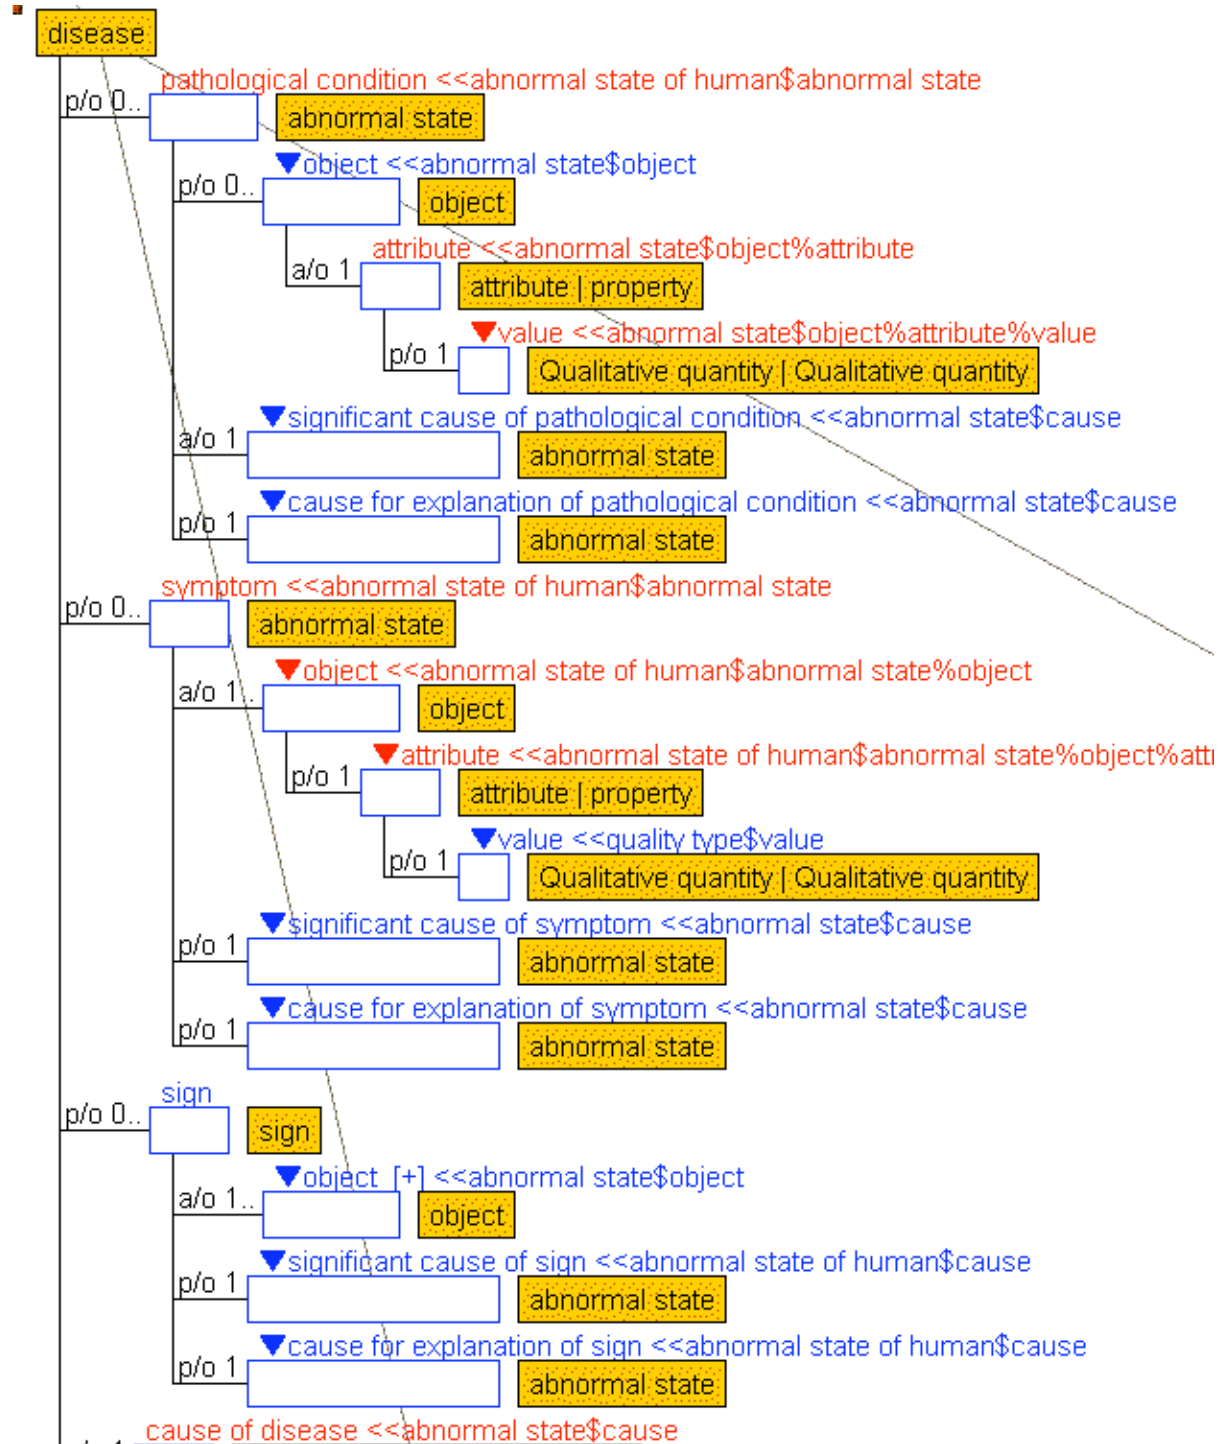 disease
pathological condition <<abnormal state of human$abnormal state
p/o 0..
abnormal state
object <<abnormal state$object
p/o 0..
object
attribute <<abnormal state$object%attribute
a/o 1
attribute | property
value <<abnormal state$object%attribute%value
p/o 1
Qualitative quantity | Qualitative quantity
significant cause of pathological condition <<abnormal state$cause
a/o 1
abnormal state
cause for explanation of pathological condition <<abnormal state$cause
p/o 1
abnormal state
symptom <<abnormal state of human$abnormal state
p/o 0..
abnormal state
object <<abnormal state of human$abnormal state%object
a/o 1..
object
attribute <<abnormal state of human$abnormal state%object%attr
p/o 1
attribute | property
value <<quality type$value
p/o 1
Qualitative quantity | Qualitative quantity
significant cause of symptom <<abnormal state$cause
p/o 1
abnormal state
cause for explanation of symptom <<abnormal state$cause
p/o 1
abnormal state
sign
p/o 0..
sign
object [+] <<abnormal state$object
a/o 1..
object
significant cause of sign <<abnormal state of human$cause
p/o 1
abnormal state
cause for explanation of sign <<abnormal state of human$cause
p/o 1
abnormal state
cause of disease <<abnormal state$cause